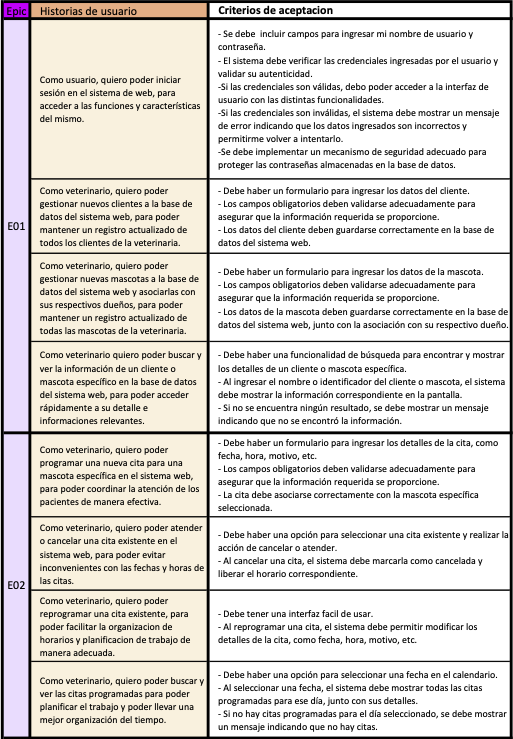 Epic
Historias de usuario
Criterios de aceptacion
E01
Como usuario, quiero poder iniciar
sesión en el sistema de web, para
acceder a las funciones y características
del mismo.
- Se debe incluir campos para ingresar mi nombre de usuario y
contraseña.
- El sistema debe verificar las credenciales ingresadas por el usuario y
validar su autenticidad.
-Si las credenciales son válidas, debo poder acceder a la interfaz de
usuario con las distintas funcionalidades.
-Si las credenciales son inválidas, el sistema debe mostrar un mensaje
de error indicando que los datos ingresados son incorrectos y
permitirme volver a intentarlo.
-Se debe implementar un mecanismo de seguridad adecuado para
proteger las contraseñas almacenadas en la base de datos.
Como veterinario, quiero poder
gestionar nuevos clientes a la base de
datos del sistema web, para poder
mantener un registro actualizado de
todos los clientes de la veterinaria.
- Debe haber un formulario para ingresar los datos del cliente.
- Los campos obligatorios deben validarse adecuadamente para
asegurar que la información requerida se proporcione.
- Los datos del cliente deben guardarse correctamente en la base de
datos del sistema web.
Como veterinario, quiero poder
gestionar nuevas mascotas a la base de
datos del sistema web y asociarlas con
sus respectivos dueños, para poder
mantener un registro actualizado de
todas las mascotas de la veterinaria.
- Debe haber un formulario para ingresar los datos de la mascota.
- Los campos obligatorios deben validarse adecuadamente para
asegurar que la información requerida se proporcione.
- Los datos de la mascota deben guardarse correctamente en la base de
datos del sistema web, junto con la asociación con su respectivo dueño.
Como veterinario quiero poder buscar y
ver la información de un cliente o
mascota específico en la base de datos
del sistema web, para poder acceder
rápidamente a su detalle e
informaciones relevantes.
- Debe haber una funcionalidad de búsqueda para encontrar y mostrar
los detalles de un cliente o mascota específica.
- Al ingresar el nombre o identificador del cliente o mascota, el sistema
debe mostrar la información correspondiente en la pantalla.
- Si no se encuentra ningún resultado, se debe mostrar un mensaje
indicando que no se encontró la información.
E02
Como veterinario, quiero poder
programar una nueva cita para una
mascota específica en el sistema web,
para poder coordinar la atención de los
pacientes de manera efectiva.
- Debe haber un formulario para ingresar los detalles de la cita, como
fecha, hora, motivo, etc.
- Los campos obligatorios deben validarse adecuadamente para
asegurar que la información requerida se proporcione.
- La cita debe asociarse correctamente con la mascota específica
seleccionada.
Como veterinario, quiero poder atender
o cancelar una cita existente en el
sistema web, para poder evitar
inconvenientes con las fechas y horas de
las citas.
- Debe haber una opción para seleccionar una cita existente y realizar la
acción de cancelar o atender.
- Al cancelar una cita, el sistema debe marcarla como cancelada y
liberar el horario correspondiente.
Como veterinario, quiero poder
reprogramar una cita existente, para
poder facilitar la organizacion de
horarios y planificacion de trabajo de
manera adecuada.
- Debe tener una interfaz facil de usar.
- Al reprogramar una cita, el sistema debe permitir modificar los
detalles de la cita, como fecha, hora, motivo, etc.
Como veterinario, quiero poder buscar y
ver las citas programadas para poder
planificar el trabajo y poder llevar una
mejor organización del tiempo.
- Debe haber una opción para seleccionar una fecha en el calendario.
- Al seleccionar una fecha, el sistema debe mostrar todas las citas
programadas para ese día, junto con sus detalles.
- Si no hay citas programadas para el día seleccionado, se debe mostrar
un mensaje indicando que no hay citas.